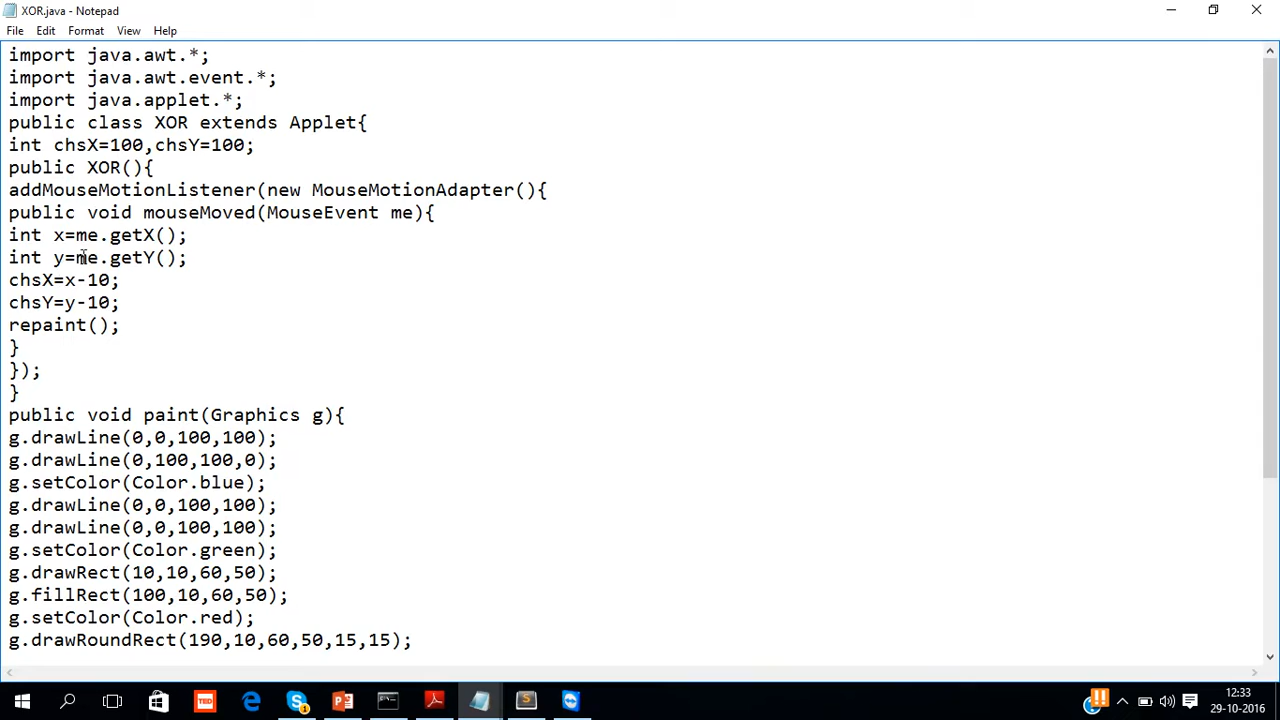 XOR.java - Notepad
File Edit Format View Help
import java.awt.*;
import java.awt.event.*;
import java.applet.*;
public class XOR extends Applet{
int chsX=100,chsY=100;
public XOR(){
addMouseMotionListener(new MouseMotionAdapter(){
public void mouseMoved(MouseEvent me){
int x=me.getX();
int y=me.getY();
chsX=x-10;
chsY=y-10;
repaint();
}
});
}
public void paint(Graphics g){
g.drawLine(0,0,100,100);
g.drawLine(0,100,100,0);
g.setColor(Color.blue);
g.drawLine(0,0,100,100);
g.drawLine(0,0,100,100);
g.setColor(Color.green);
g.drawRect(10,10,60,50);
g.fillRect(100,10,60,50);
g.setColor(Color.red);
g.drawRoundRect(190,10,60,50,15,15);
TED
12:33
29-10-2016